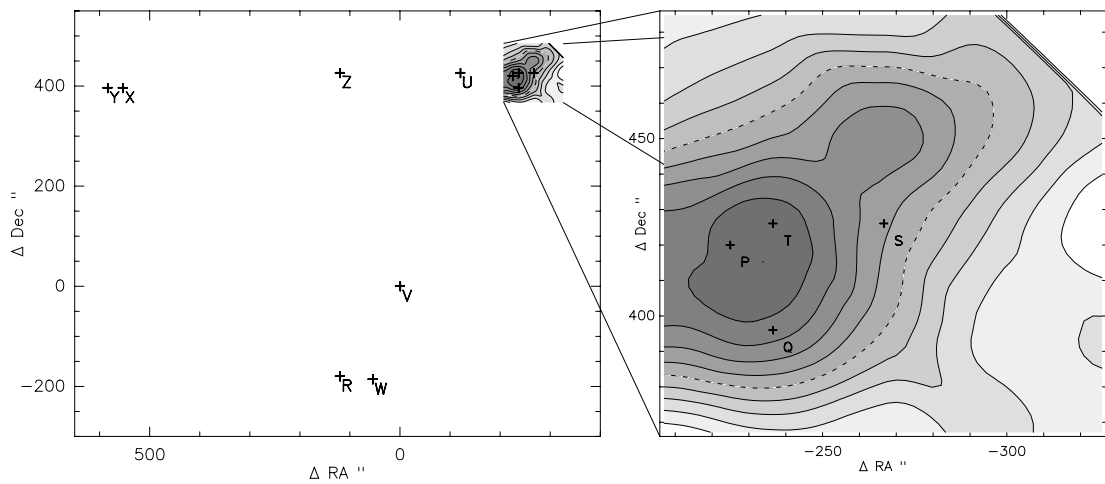 400
200
0
−200
500
0
Δ Dec "
Δ RA "
Y
X
Z
U
V
R
W
450
400
−250
−300
Δ Dec "
Δ RA "
T
S
P
Q